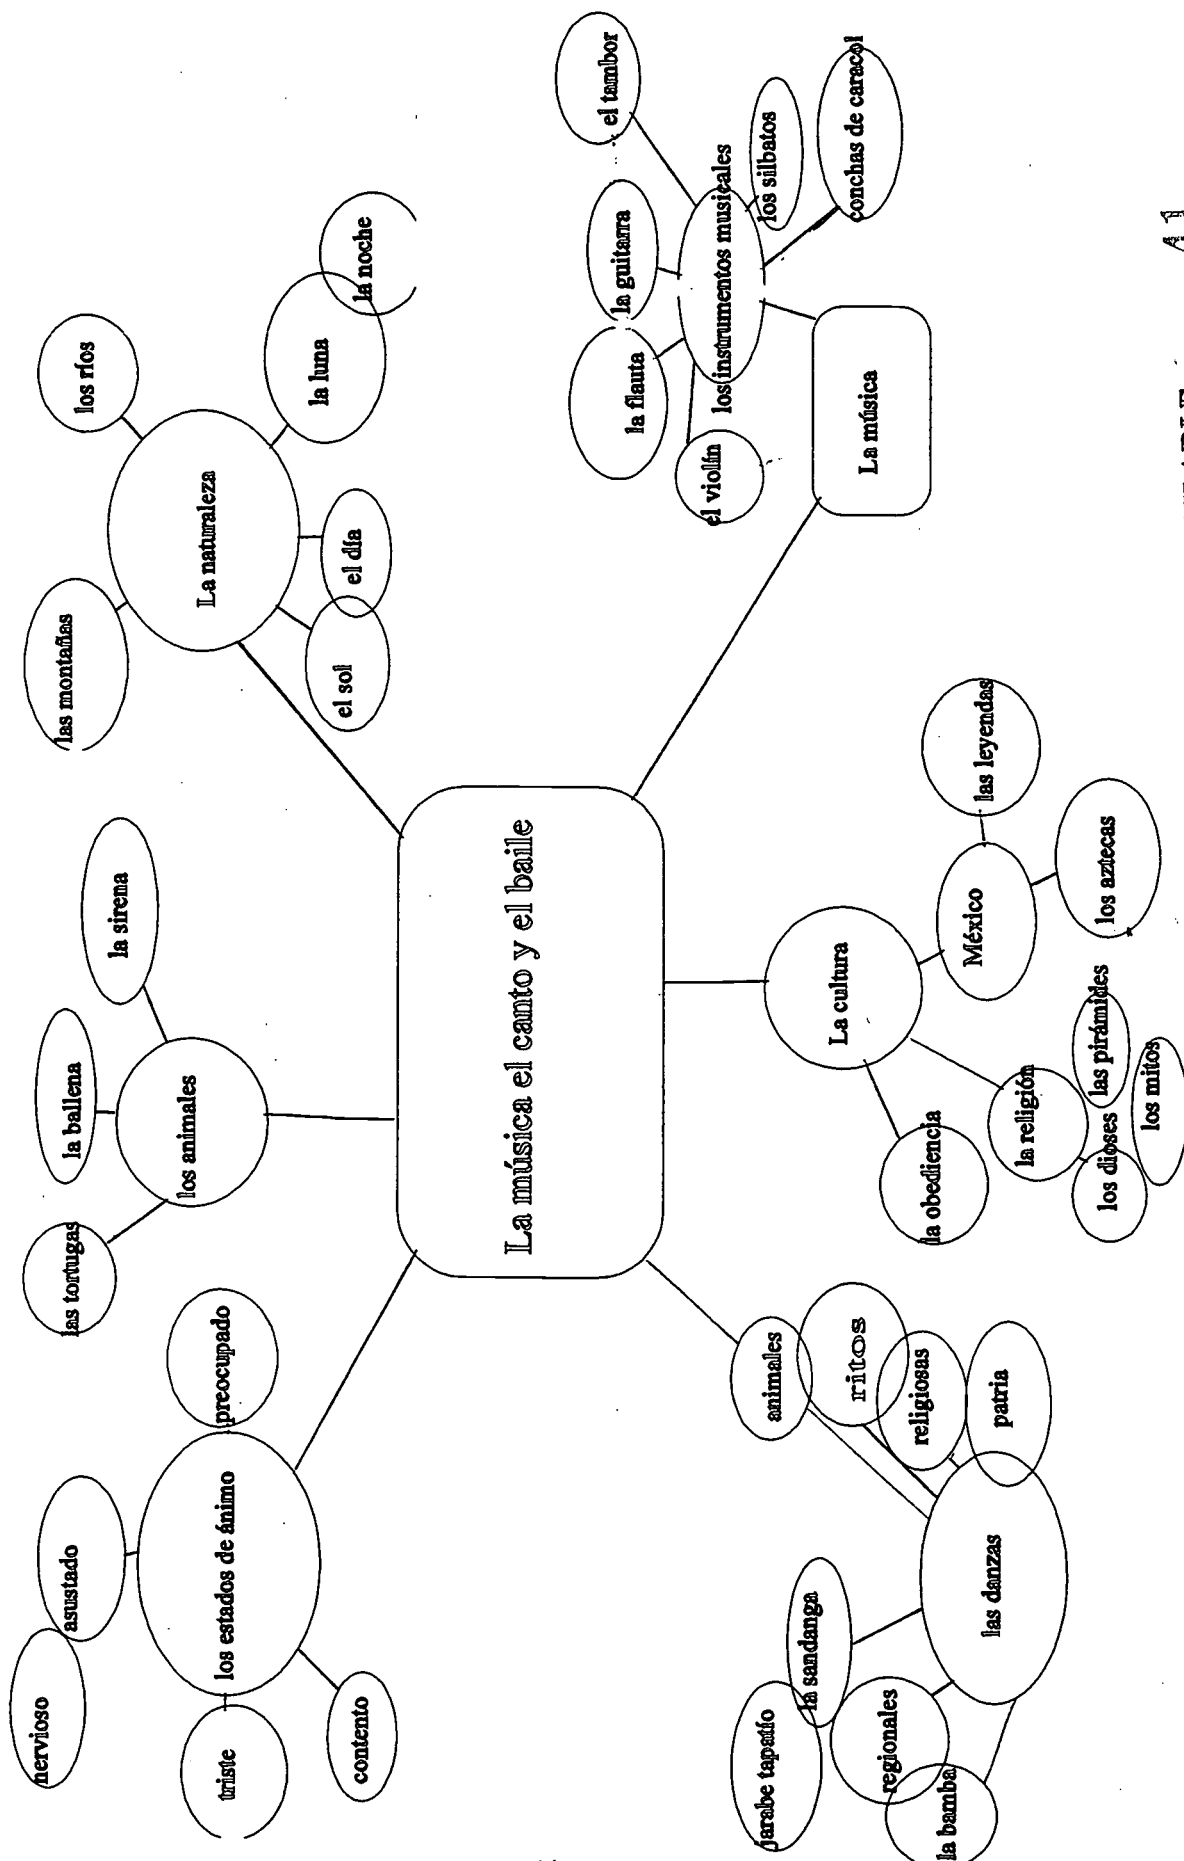 nervioso
asustado
triste
los estados de ánimo
preocupado
contento
las tortugas
la ballena
la sirena
los animales
las montañas
los ríos
La naturaleza
la luna
la noche
el día
el sol
La música el canto y el baile
el tambor
la guitarra
la flauta
el violín
los instrumentos musicales
los silbatos
conchas de caracol
La música
La cultura
México
las leyendas
los aztecas
la obediencia
la religión
los dioses
las pirámides
los mitos
animales
ritos
religiosas
patria
las danzas
la sandanga
jarabe tapatío
regionales
la bamba
41